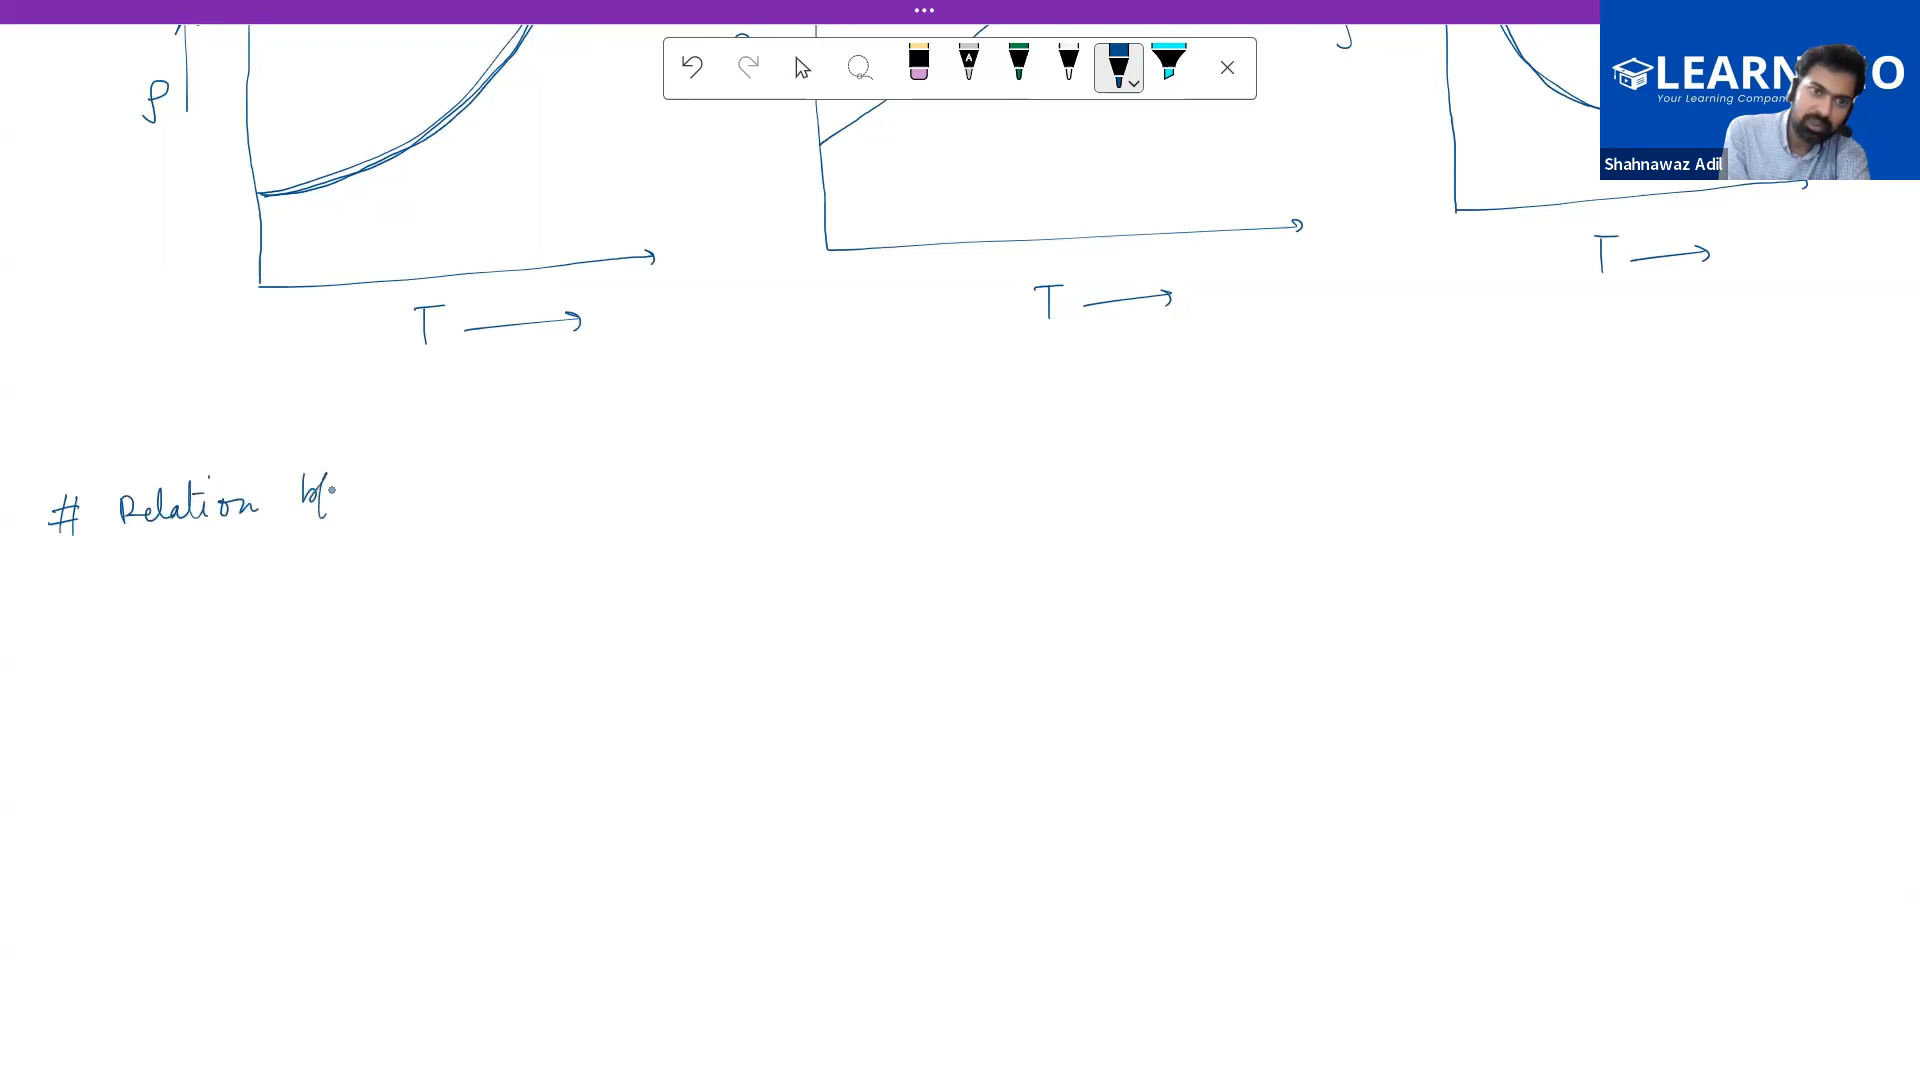 •••
LEARN O
Your Learning Compan
Shahnawaz Adil
ρ
T
T
T
# Relation b/